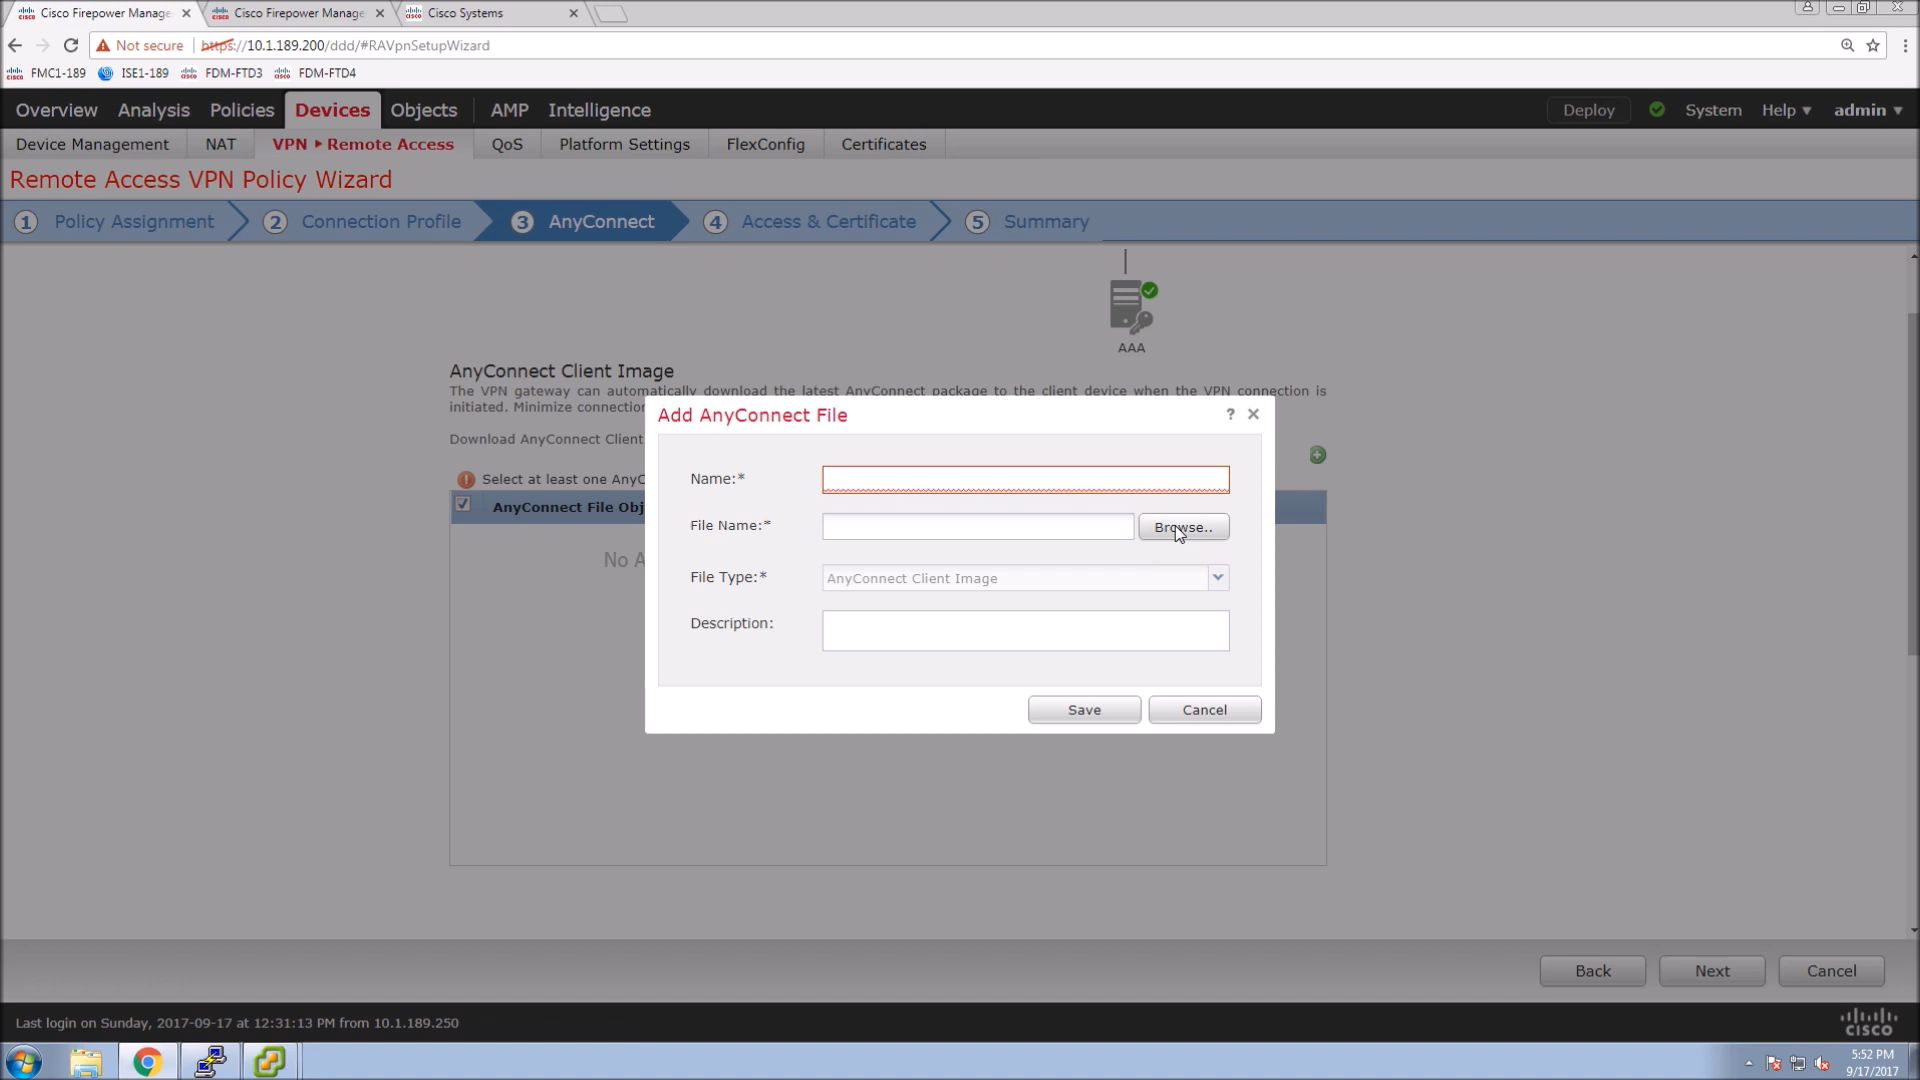 Cisco Firepower Manage
Cisco Firepower Manage
Cisco Systems
Not secure
https://10.1.189.200/ddd/#RAVpnSetupWizard
FMC1-189
ISE1-189
FDM-FTD3
FDM-FTD4
Overview Analysis Policies Devices Objects AMP Intelligence
Deploy System Help admin
Device Management NAT VPN Remote Access QoS Platform Settings FlexConfig Certificates
Remote Access VPN Policy Wizard
1 Policy Assignment 2 Connection Profile 3 AnyConnect 4 Access & Certificate 5 Summary
AAA
AnyConnect Client Image
The VPN gateway can automatically download the latest AnyConnect package to the client device when the VPN connection is
initiated. Minimize connection
Download AnyConnect Client
Select at least one AnyC
AnyConnect File Obj
No A
Add AnyConnect File ?
Name:*
File Name:* Browse..
File Type:* AnyConnect Client Image
Description:
Save Cancel
Back Next Cancel
Last login on Sunday, 2017-09-17 at 12:31:13 PM from 10.1.189.250
CISCO
5:52 PM
9/17/2017